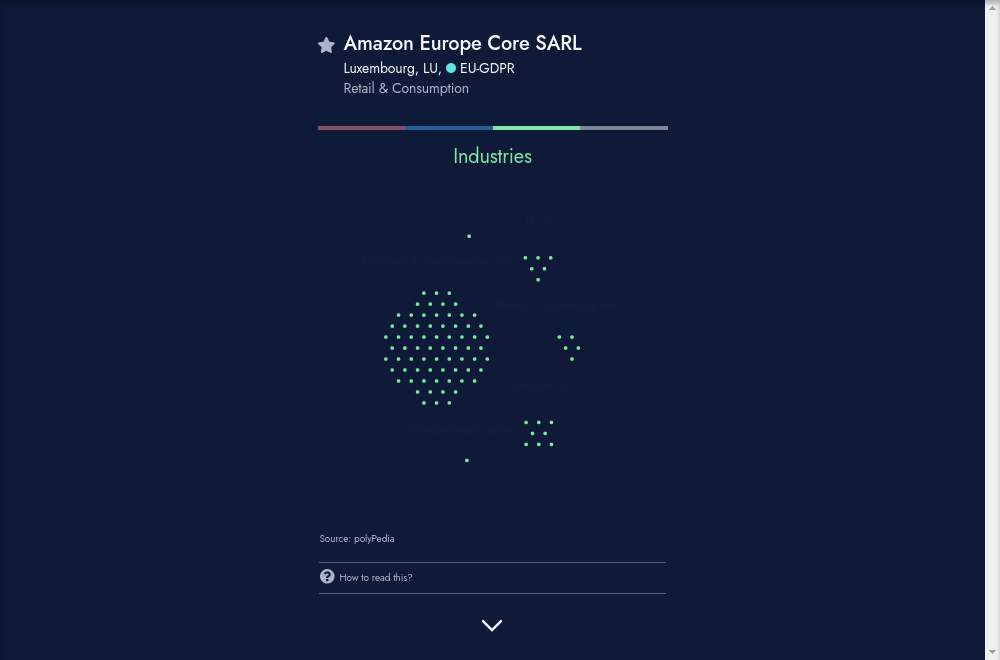 Amazon Europe Core SARL
Luxembourg, LU, EU-GDPR
Retail & Consumption
Industries
Source: polyPedia
How to read this?